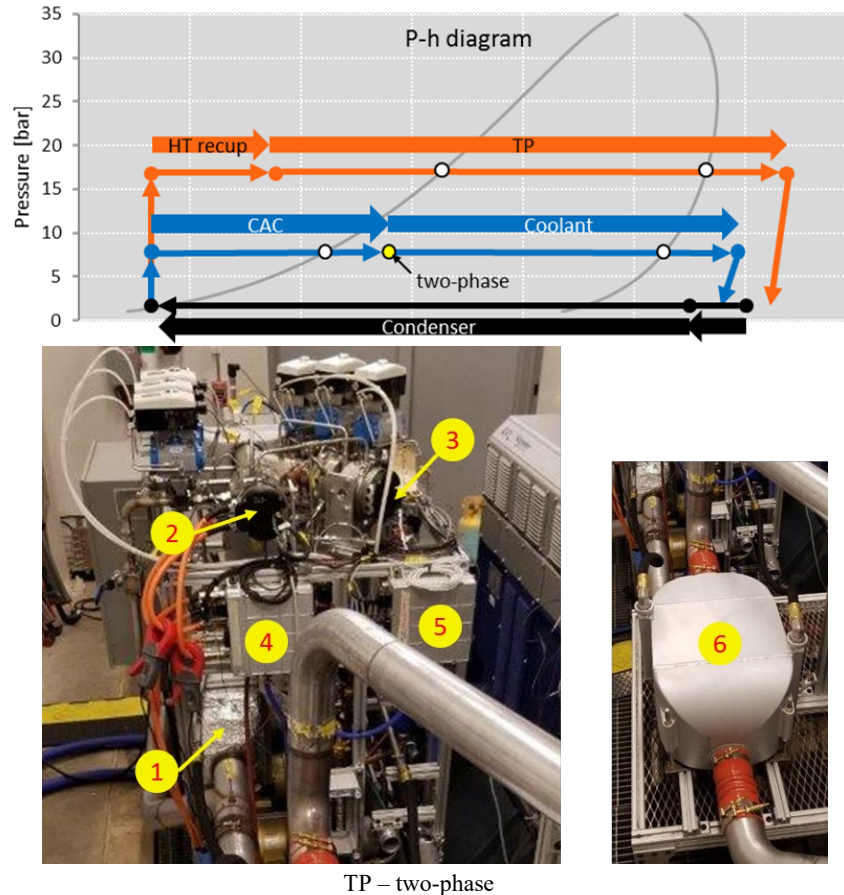 P-h diagram
Pressure [bar]
35
30
25
20
15
10
5
0
HT recup
TP
CAC
Coolant
two-phase
Condenser
1
2
3
4
5
6
TP – two-phase